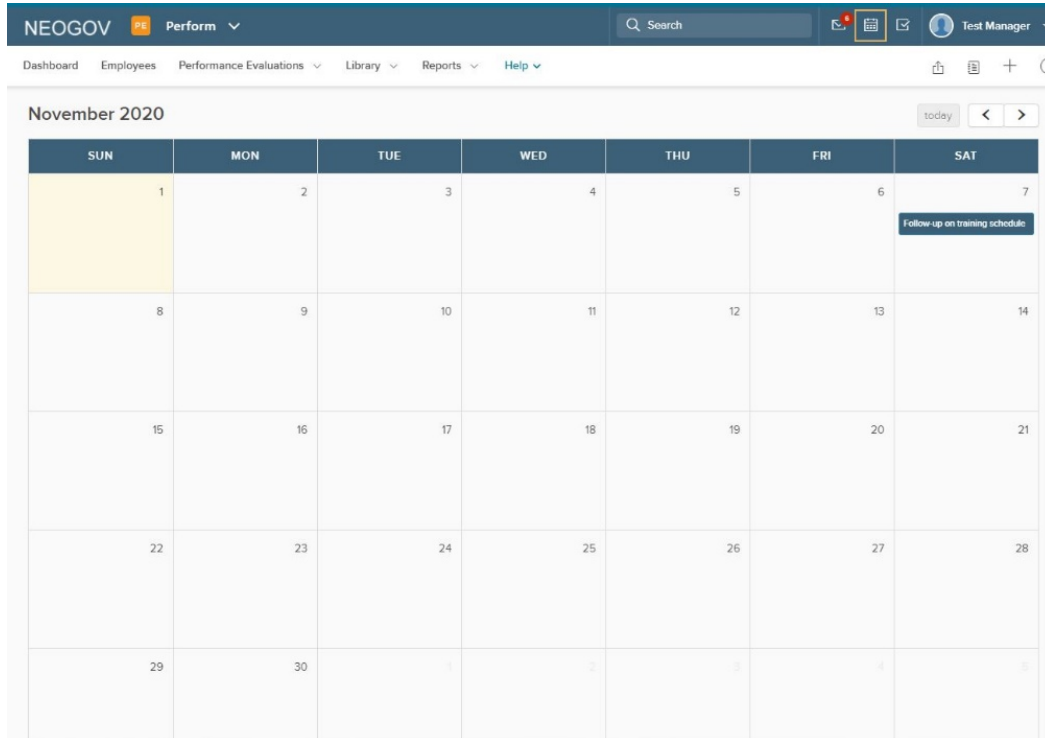 NEOGOV PE Perform Search 6 Test Manager
Dashboard Employees Performance Evaluations Library Reports Help
November 2020 today
SUN MON TUE WED THU FRI SAT
1 2 3 4 5 6 7
Follow-up on training schedule
8 9 10 11 12 13 14
15 16 17 18 19 20 21
22 23 24 25 26 27 28
29 30 1 2 3 4 5